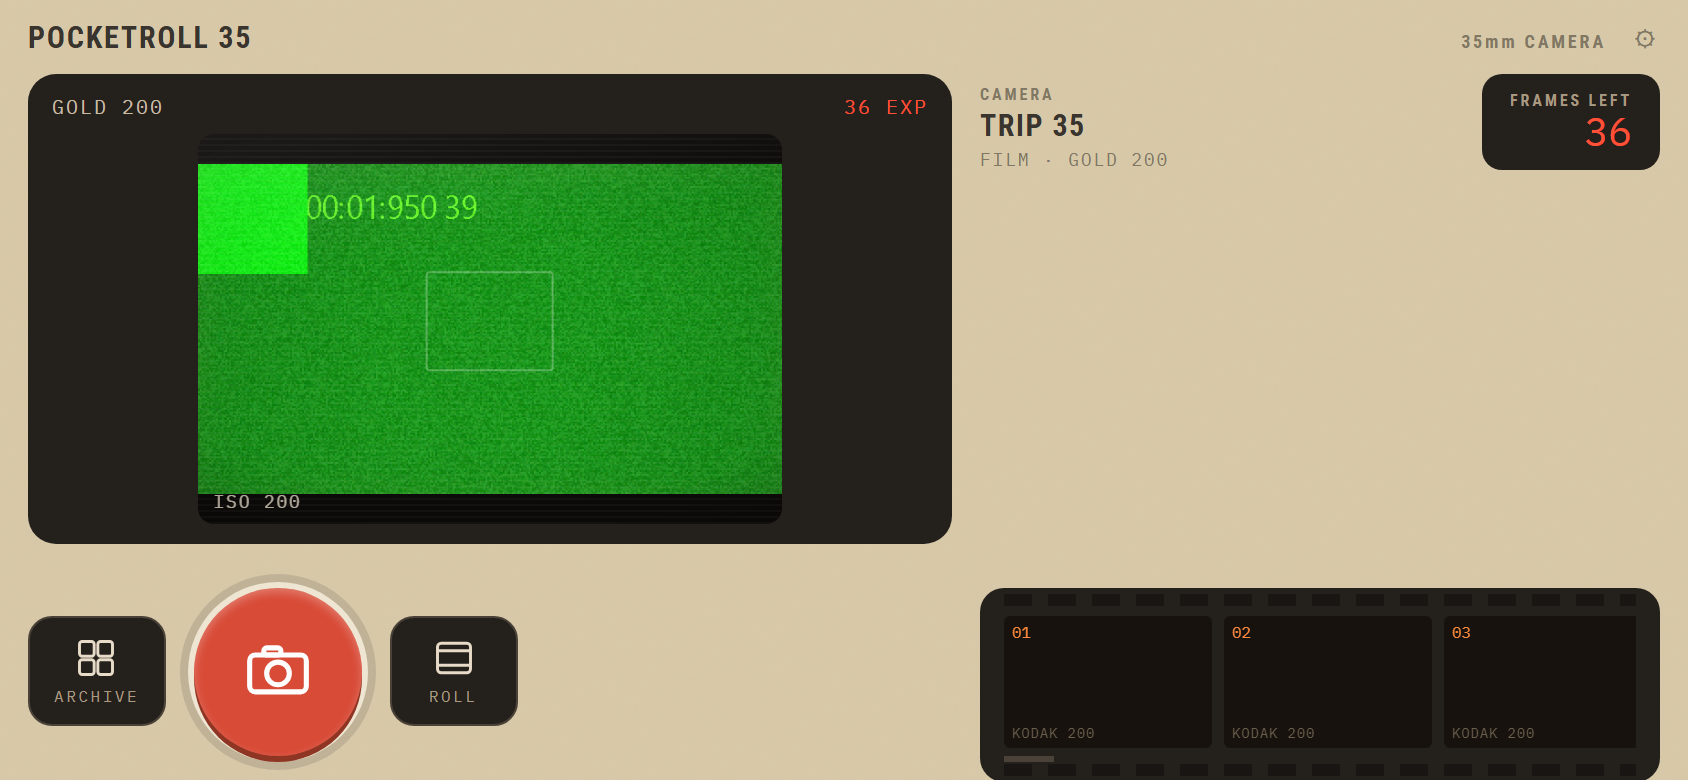 POCKETROLL 35
35mm CAMERA
GOLD 200
36 EXP
00:01:950 39
ISO 200
CAMERA
TRIP 35
FILM · GOLD 200
FRAMES LEFT
36
ARCHIVE
ROLL
01
02
03
KODAK 200
KODAK 200
KODAK 200